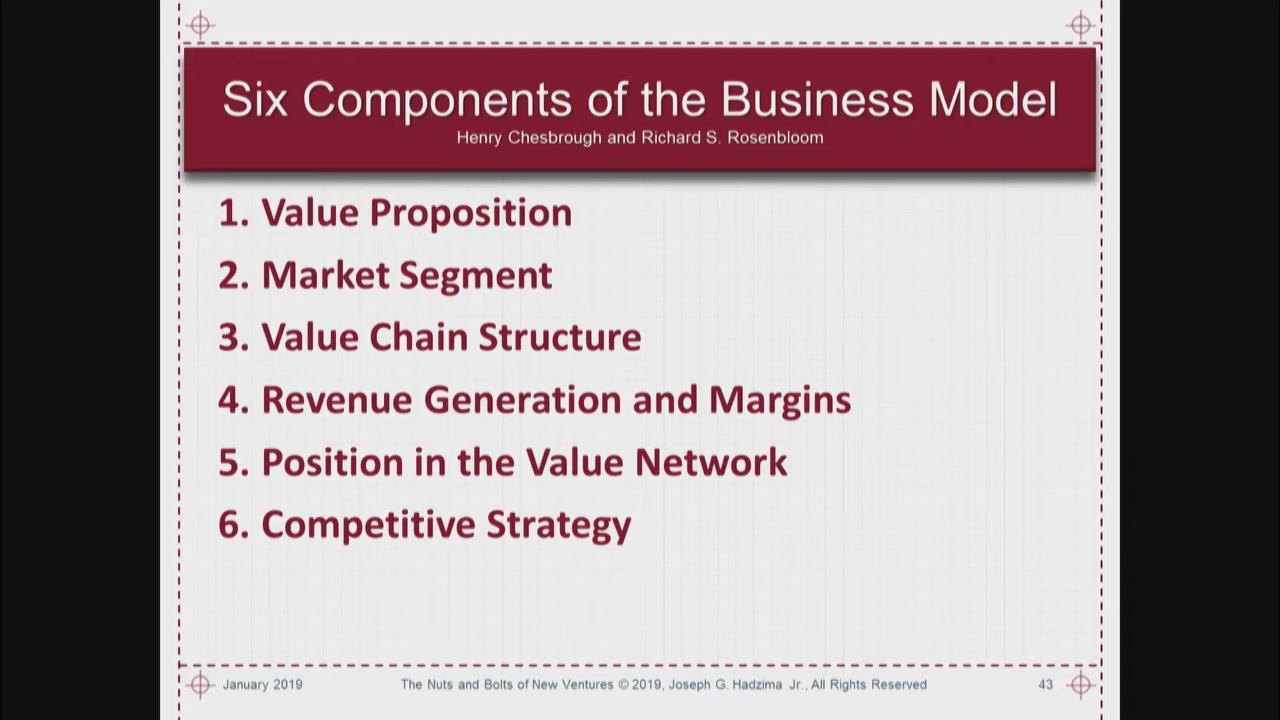 Six Components of the Business Model
Henry Chesbrough and Richard S. Rosenbloom
1. Value Proposition
2. Market Segment
3. Value Chain Structure
4. Revenue Generation and Margins
5. Position in the Value Network
6. Competitive Strategy
January 2019
The Nuts and Bolts of New Ventures © 2019, Joseph G. Hadzima Jr., All Rights Reserved
43